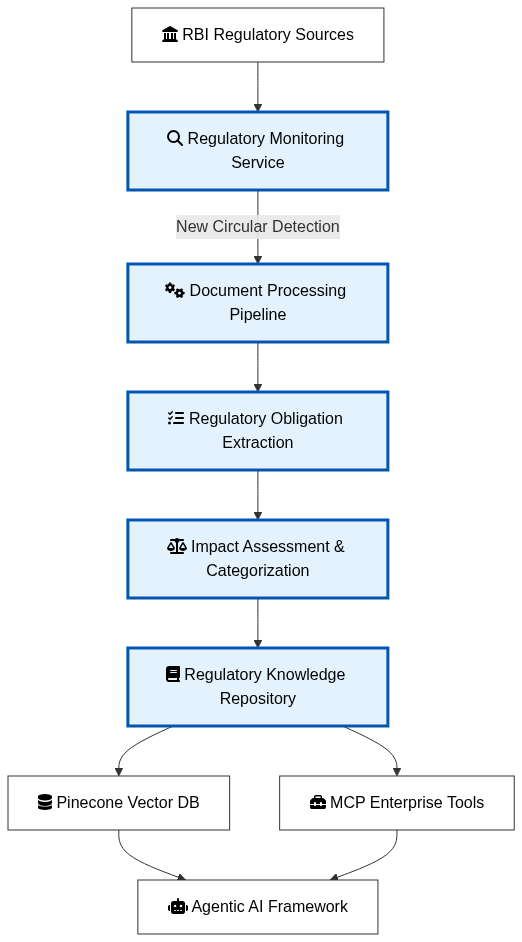 RBI Regulatory Sources
Regulatory Monitoring
Service
New Circular Detection
Document Processing
Pipeline
Regulatory Obligation
Extraction
Impact Assessment &
Categorization
Regulatory Knowledge
Repository
Pinecone Vector DB
MCP Enterprise Tools
Agentic AI Framework